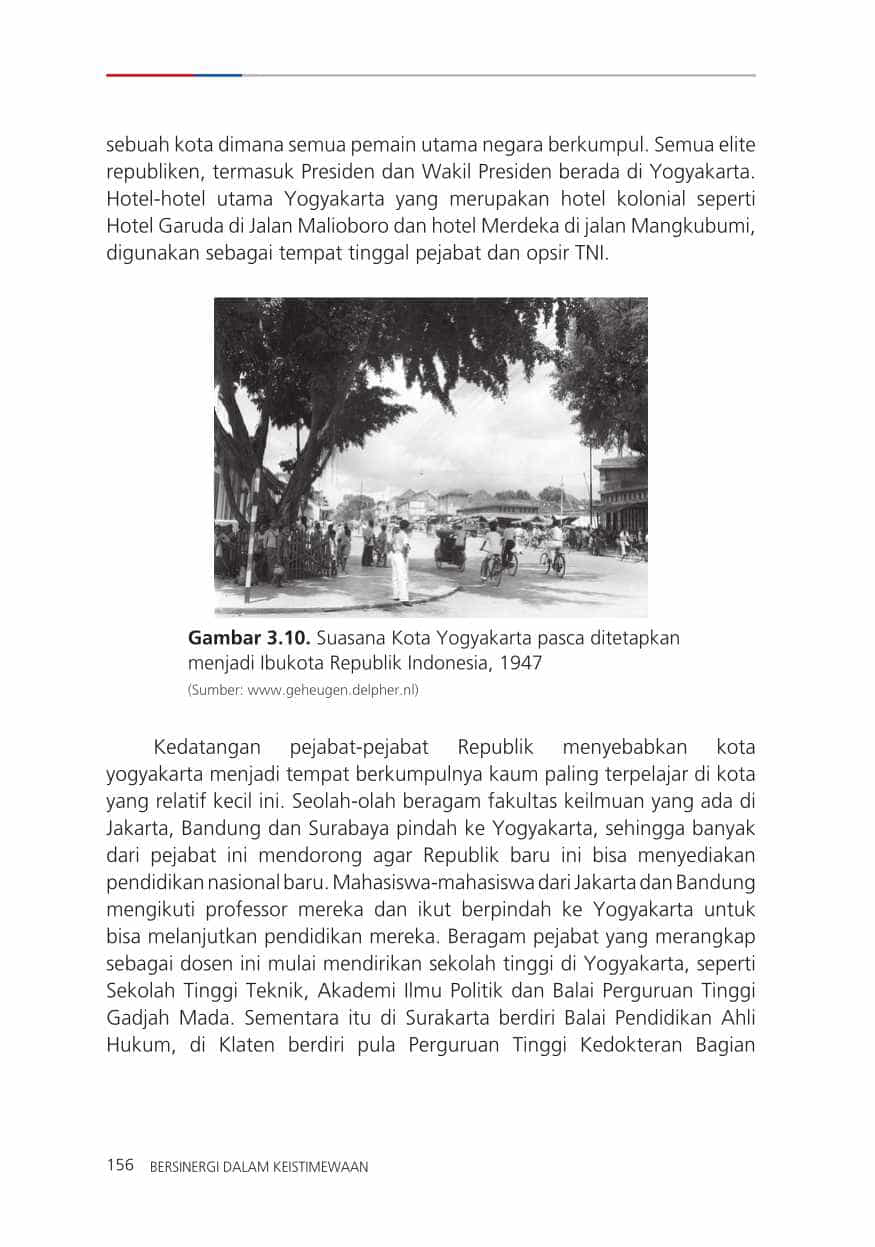 sebuah kota dimana semua pemain utama negara berkumpul. Semua elite
republiken, termasuk Presiden dan Wakil Presiden berada di Yogyakarta.
Hotel-hotel utama Yogyakarta yang merupakan hotel kolonial seperti
Hotel Garuda di Jalan Malioboro dan hotel Merdeka di jalan Mangkubumi,
digunakan sebagai tempat tinggal pejabat dan opsir TNI.
Gambar 3.10. Suasana Kota Yogyakarta pasca ditetapkan
menjadi Ibukota Republik Indonesia, 1947
(Sumber: www.geheugen.delpher.nl)
Kedatangan pejabat-pejabat Republik menyebabkan kota
yogyakarta menjadi tempat berkumpulnya kaum paling terpelajar di kota
yang relatif kecil ini. Seolah-olah beragam fakultas keilmuan yang ada di
Jakarta, Bandung dan Surabaya pindah ke Yogyakarta, sehingga banyak
dari pejabat ini mendorong agar Republik baru ini bisa menyediakan
pendidikan nasional baru. Mahasiswa-mahasiswa dari Jakarta dan Bandung
mengikuti professor mereka dan ikut berpindah ke Yogyakarta untuk
bisa melanjutkan pendidikan mereka. Beragam pejabat yang merangkap
sebagai dosen ini mulai mendirikan sekolah tinggi di Yogyakarta, seperti
Sekolah Tinggi Teknik, Akademi Ilmu Politik dan Balai Perguruan Tinggi
Gadjah Mada. Sementara itu di Surakarta berdiri Balai Pendidikan Ahli
Hukum, di Klaten berdiri pula Perguruan Tinggi Kedokteran Bagian
156 BERSINERGI DALAM KEISTIMEWAAN